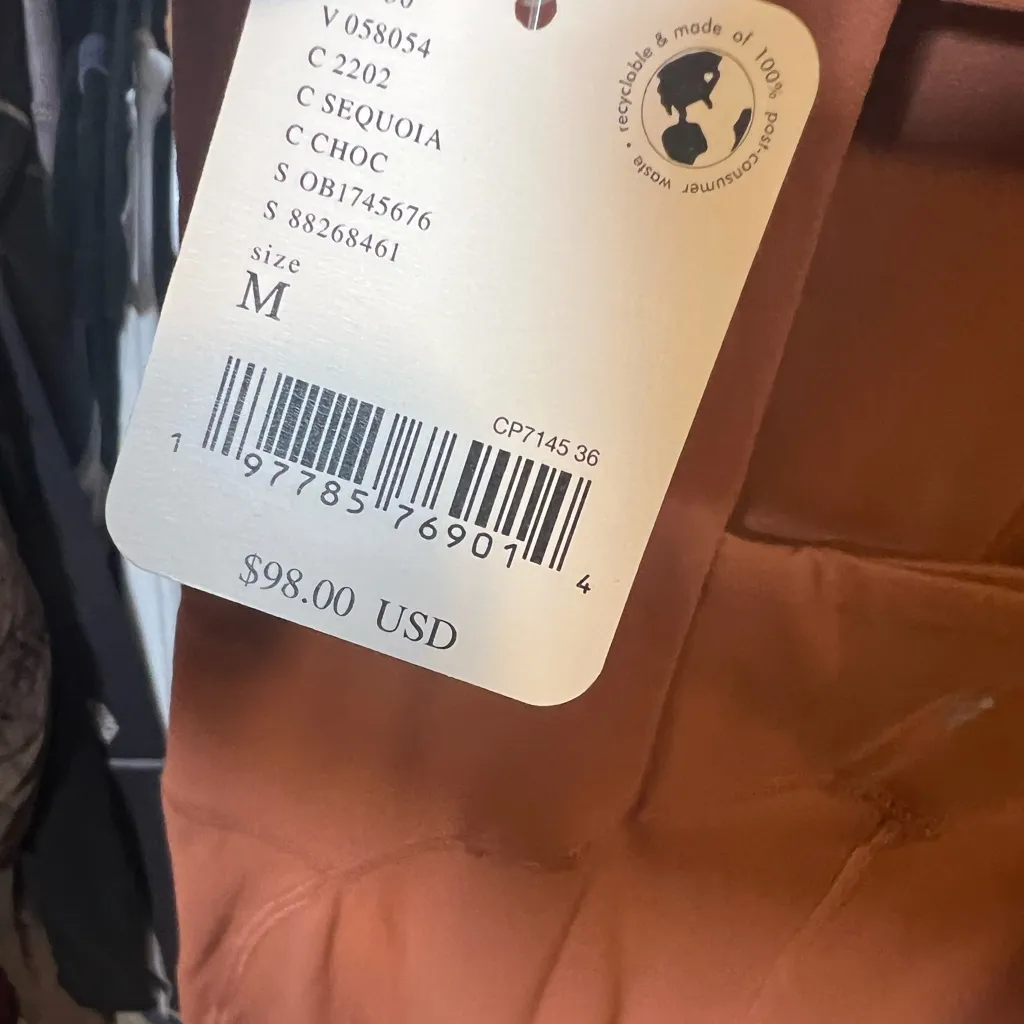 V 058054
C 2202
C SEQUOIA
C CHOC
S OB1745676
S 88268461
size
M
recyclable & made of 100% post-consumer waste •
CP7145 36
1 97785 76901 4
$98.00 USD